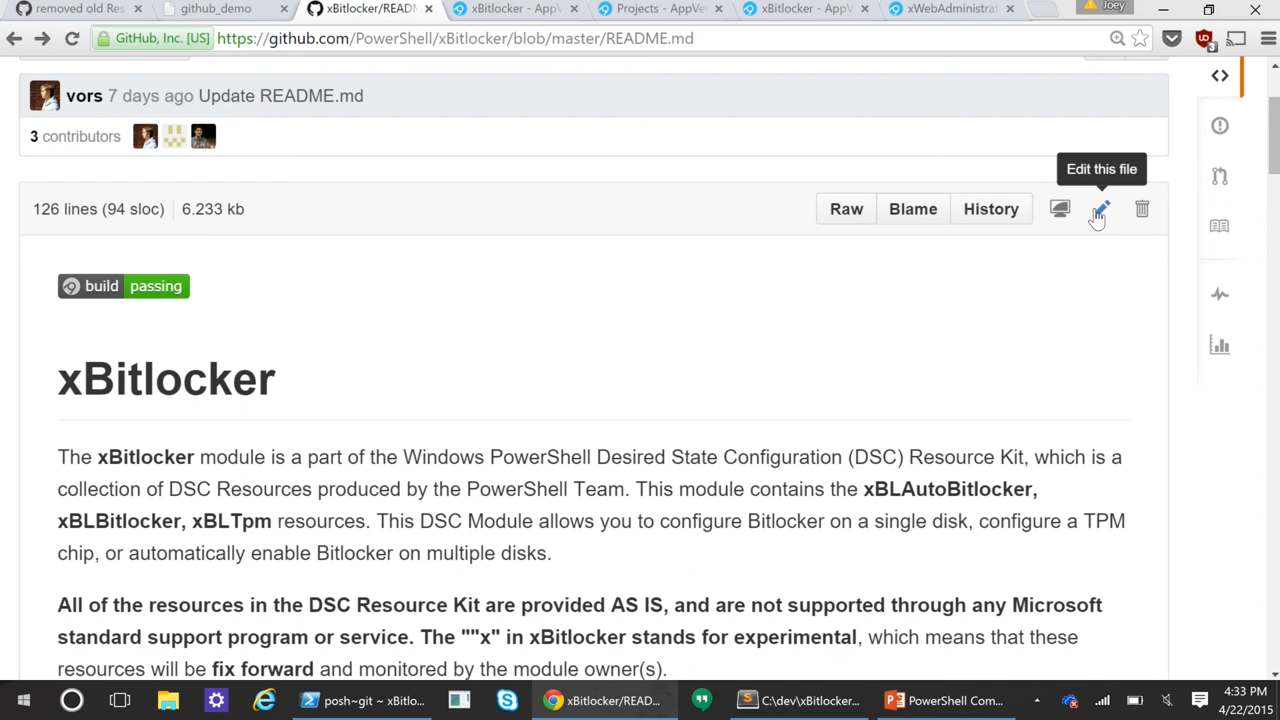 removed old Res
github_demo
xBitlocker/READM
xBitlocker - AppV
Projects - AppVe
xBitlocker - AppV
xWebAdministra
Joey
GitHub, Inc. [US]
https://github.com/PowerShell/xBitlocker/blob/master/README.md
3
vors 7 days ago Update README.md
3 contributors
Edit this file
126 lines (94 sloc)
6.233 kb
Raw
Blame
History
build passing
xBitlocker
The xBitlocker module is a part of the Windows PowerShell Desired State Configuration (DSC) Resource Kit, which is a
collection of DSC Resources produced by the PowerShell Team. This module contains the xBLAutoBitlocker,
xBLBitlocker, xBLTpm resources. This DSC Module allows you to configure Bitlocker on a single disk, configure a TPM
chip, or automatically enable Bitlocker on multiple disks.
All of the resources in the DSC Resource Kit are provided AS IS, and are not supported through any Microsoft
standard support program or service. The ""x" in xBitlocker stands for experimental, which means that these
resources will be fix forward and monitored by the module owner(s).
posh~git ~ xBitlo...
xBitlocker/READ...
C:\dev\xBitlocker...
PowerShell Com...
4:33 PM
4/22/2015